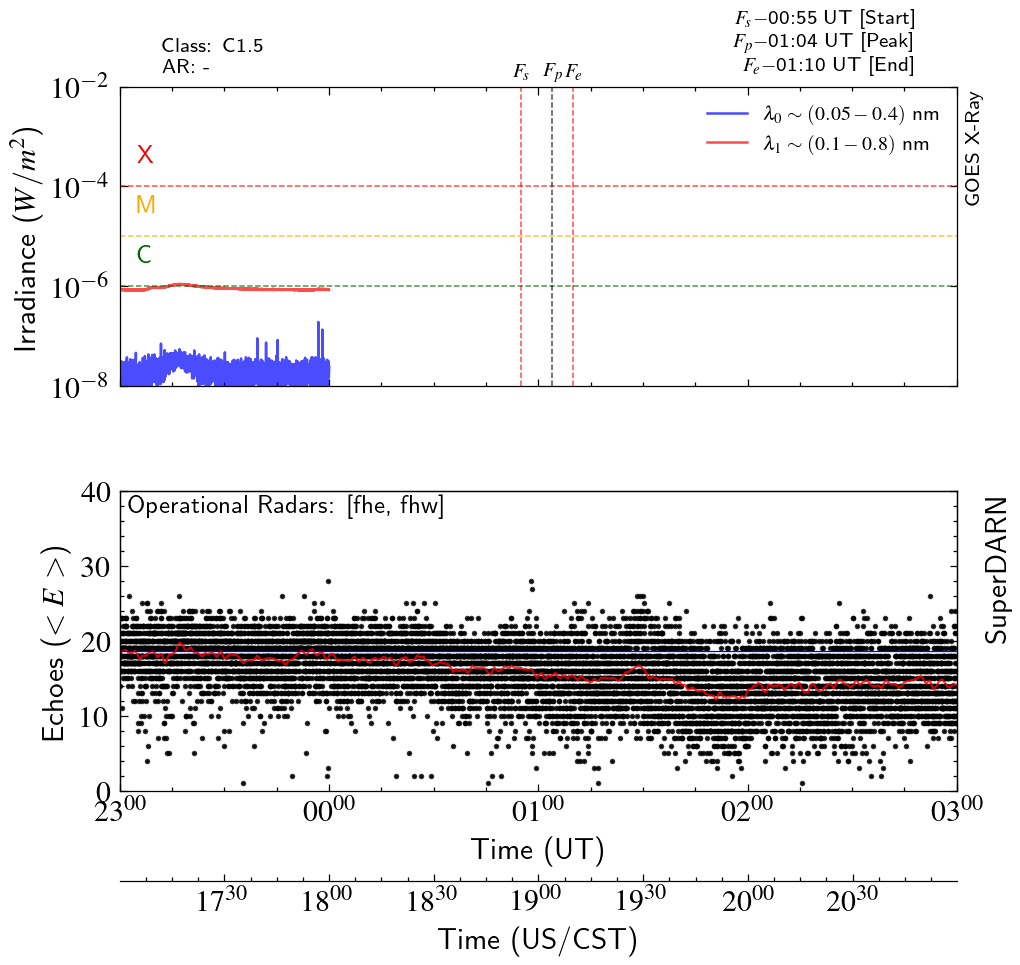 F_s−00:55 UT [Start]
Class: C1.5
F_p−01:04 UT [Peak]
AR: -
F_e−01:10 UT [End]
F_s F_p F_e
10^−2
λ_0 ∼ (0.05 − 0.4) nm
λ_1 ∼ (0.1 − 0.8) nm
GOES X-Ray
X
10^−4
M
Irradiance (W/m^2)
C
10^−6
10^−8
40
Operational Radars: [fhe, fhw]
SuperDARN
30
20
Echoes (< E >)
10
0
23^00 00^00 01^00 02^00 03^00
Time (UT)
17^30 18^00 18^30 19^00 19^30 20^00 20^30
Time (US/CST)